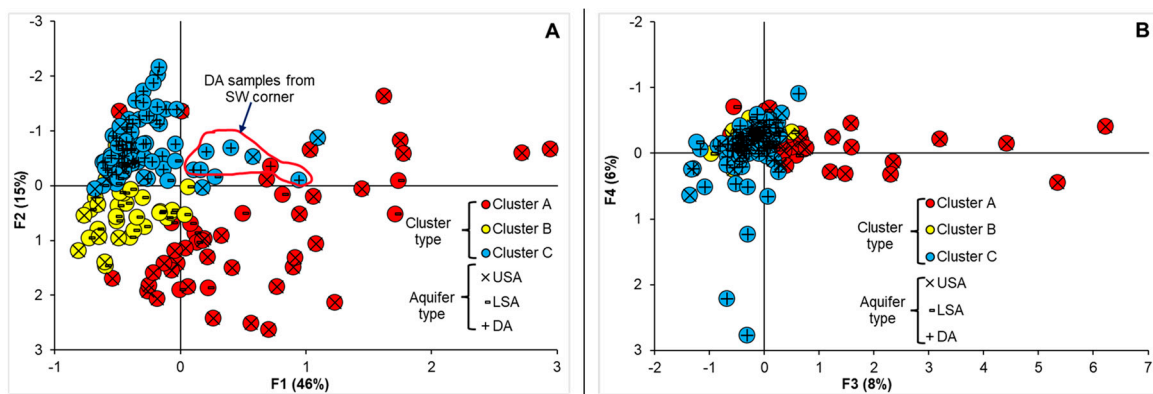 A
-3
-2
-1
0
1
2
3
F2 (15%)
-1
0
1
2
3
F1 (46%)
DA samples from
SW corner
Cluster
type
Cluster A
Cluster B
Cluster C
Aquifer
type
USA
LSA
DA
B
-2
-1
0
1
2
3
F4 (6%)
-2
-1
0
1
2
3
4
5
6
7
F3 (8%)
Cluster
type
Cluster A
Cluster B
Cluster C
Aquifer
type
USA
LSA
DA